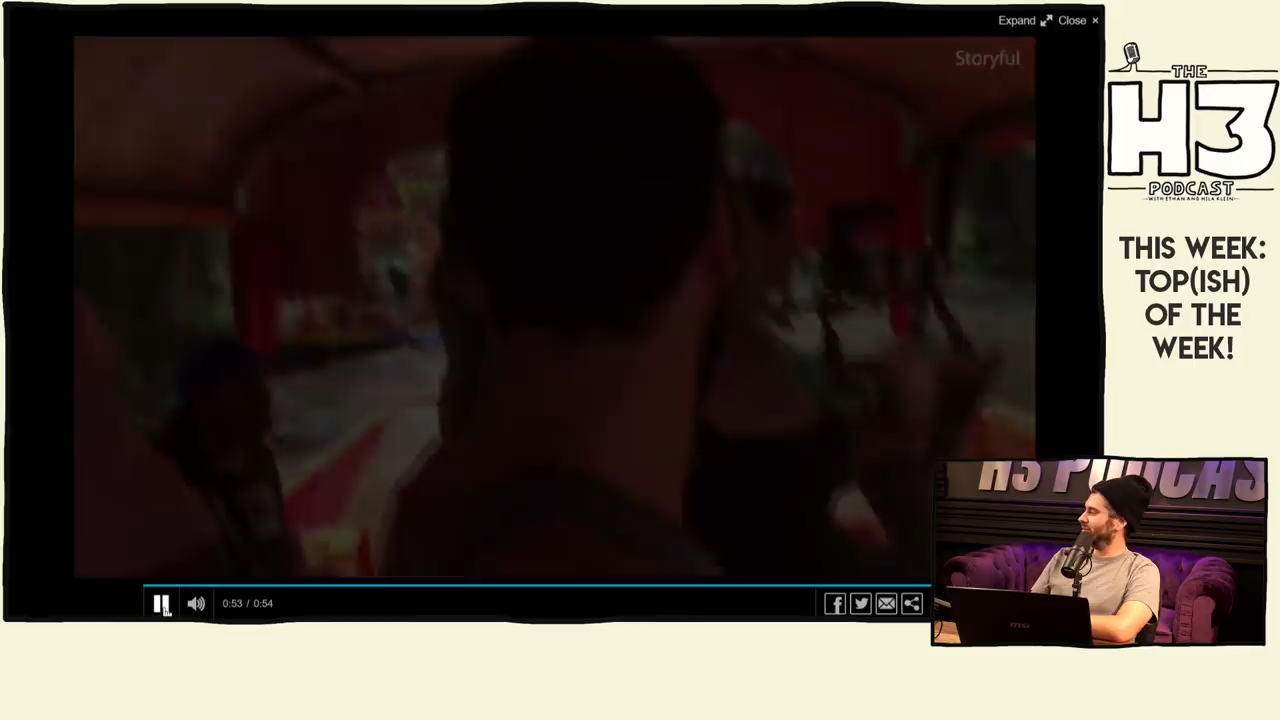 Expand Close ×
Storyful
THE
H3
PODCAST
-WITH ETHAN AND HILA KLEIN-
THIS WEEK:
TOP(ISH)
OF THE
WEEK!
H3 PODCAS
0:53 / 0:54
msi